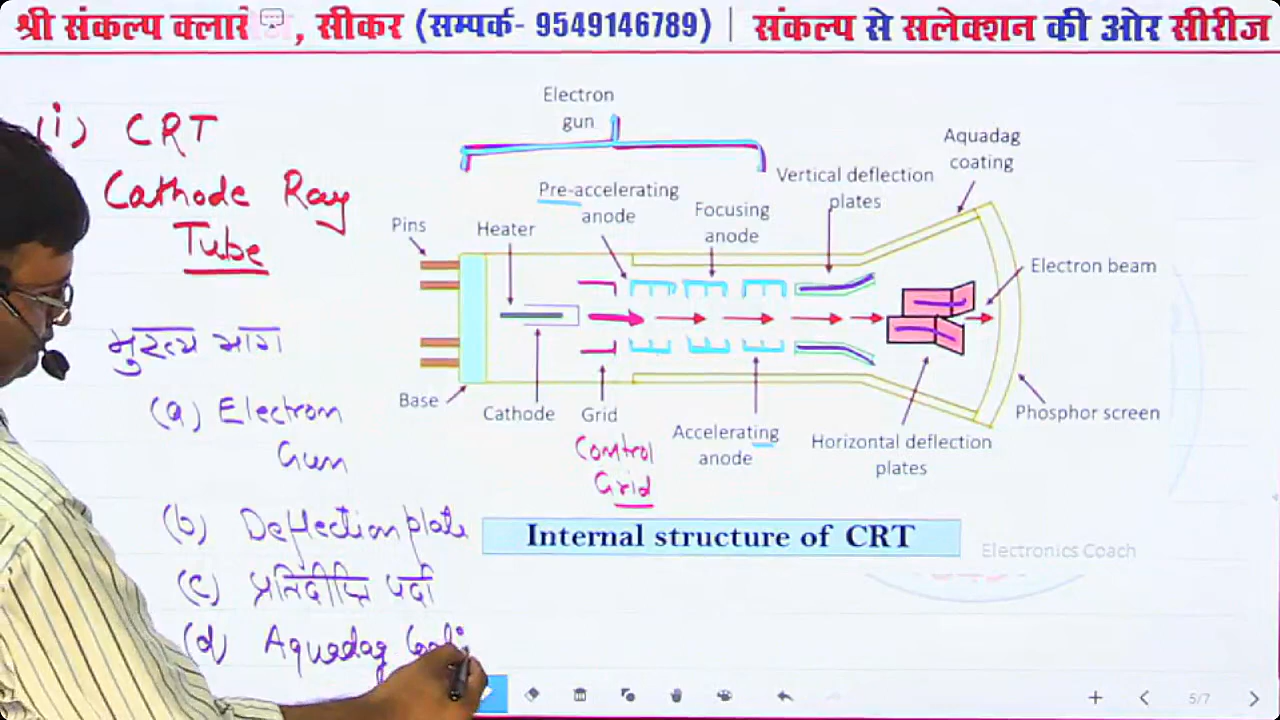 श्री संकल्प क्ला, सीकर (सम्पर्क- 9549146789) | संकल्प से सलेक्शन की ओर सीरीज
(i) CRT
Cathode Ray
Tube
मुख्य भाग
(a) Electron
Gun
(b) Deflection plate
(c) प्रतिदीप्ति पर्दा
(d) Aquadag
Electron
gun
Pre-accelerating
anode
Focusing
anode
Vertical deflection
plates
Aquadag
coating
Pins
Heater
Electron beam
Base
Cathode
Grid
Control
Grid
Accelerating
anode
Horizontal deflection
plates
Phosphor screen
Internal structure of CRT
Electronics Coach
5/7